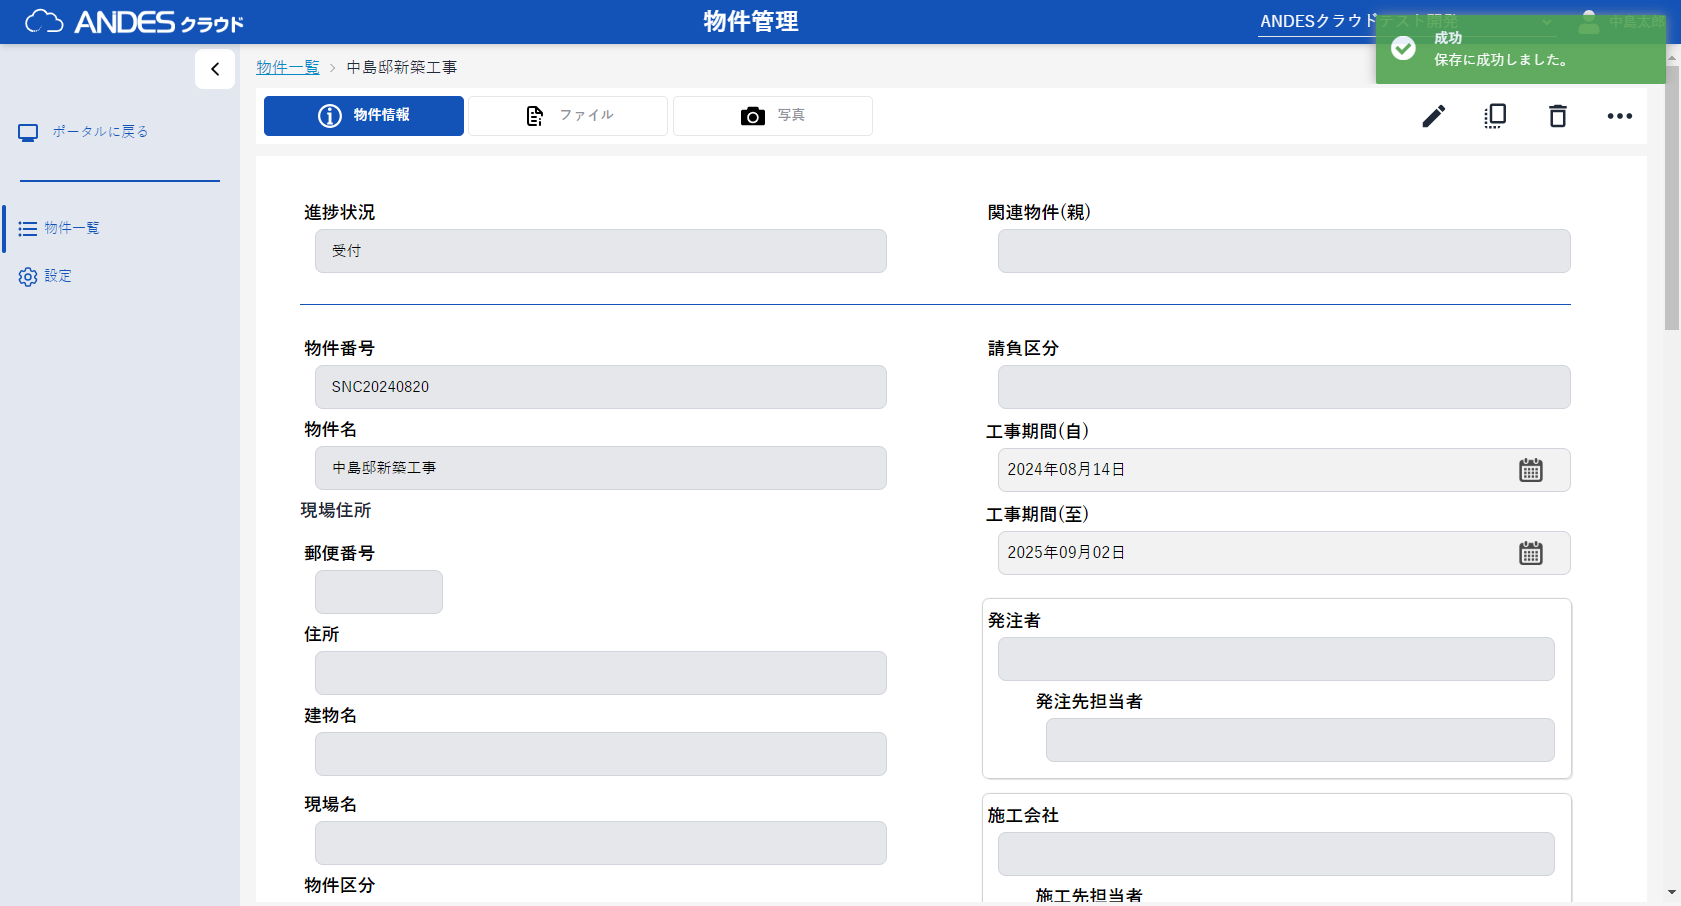 ANDES クラウド
物件管理
ANDESクラウドテスト開発
中島太郎
成功
保存に成功しました。
物件一覧 > 中島邸新築工事
物件情報
ファイル
写真
ポータルに戻る
物件一覧
設定
進捗状況
受付
関連物件(親)
物件番号
SNC20240820
請負区分
物件名
中島邸新築工事
工事期間(自)
2024年08月14日
現場住所
工事期間(至)
2025年09月02日
郵便番号
住所
発注者
発注先担当者
建物名
現場名
施工会社
物件区分
施工先担当者